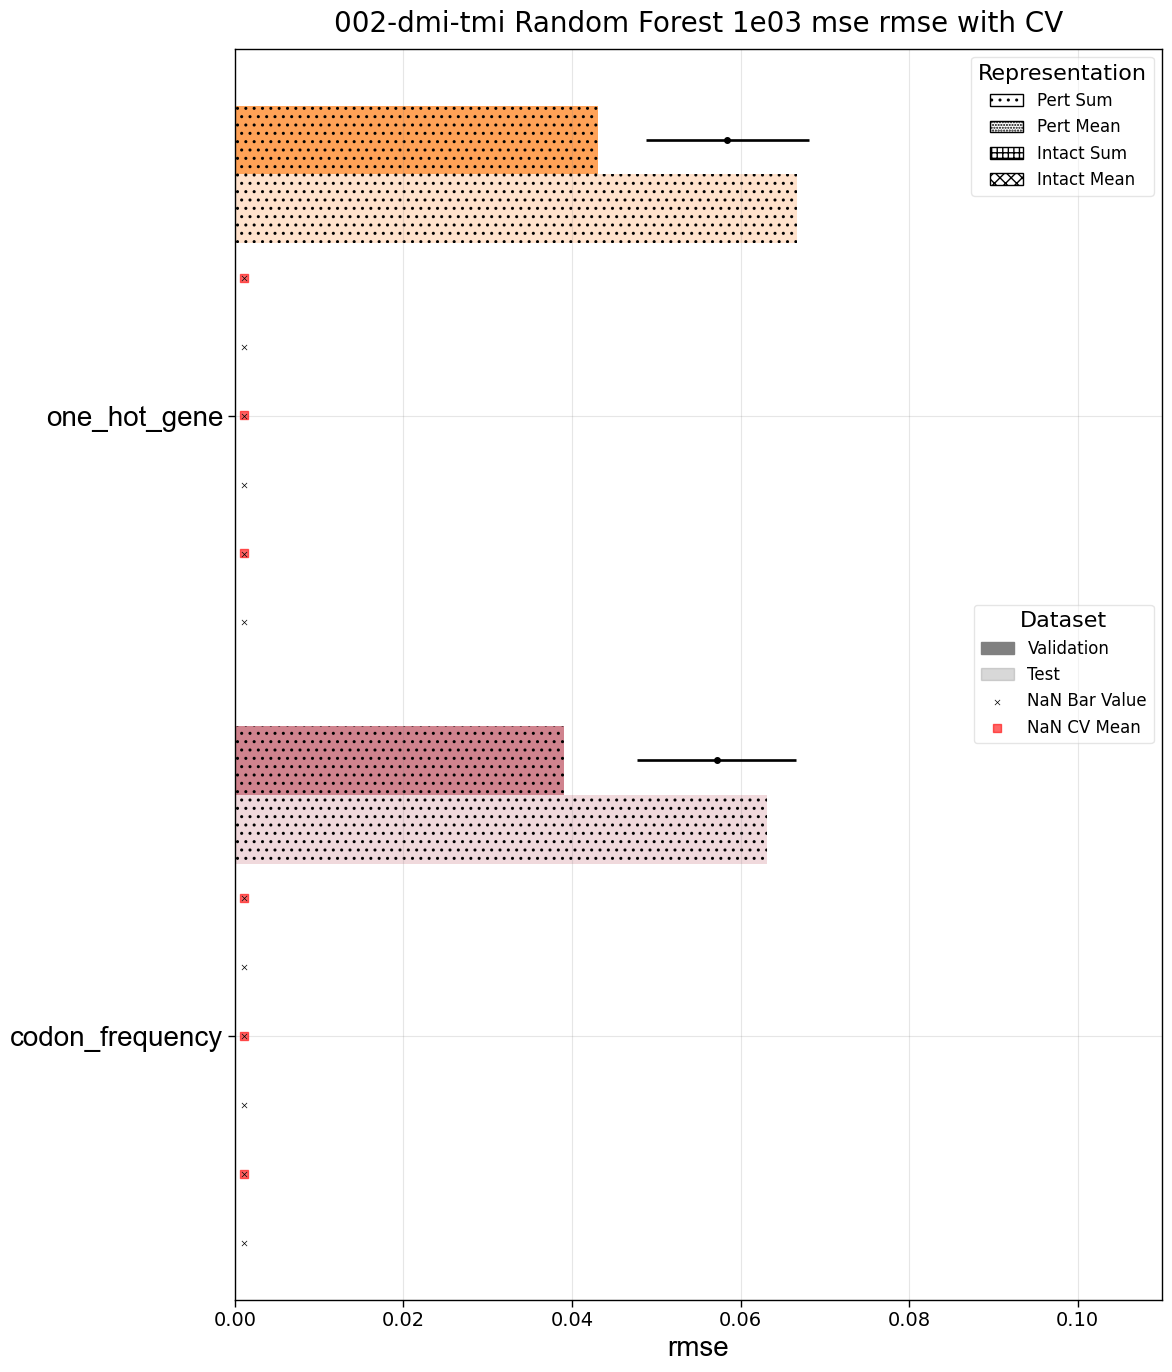 002-dmi-tmi Random Forest 1e03 mse rmse with CV
Representation
Pert Sum
Pert Mean
Intact Sum
Intact Mean
one_hot_gene
Dataset
Validation
Test
NaN Bar Value
NaN CV Mean
codon_frequency
0.00 0.02 0.04 0.06 0.08 0.10
rmse